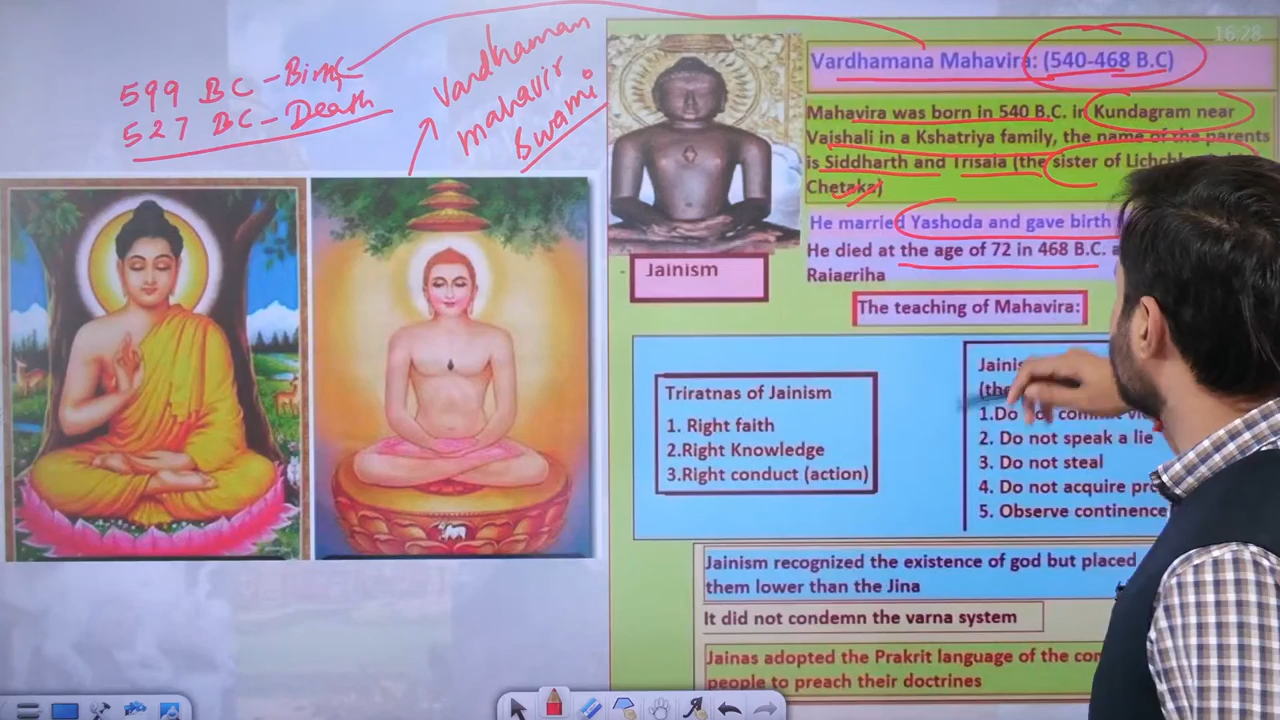 599 BC - Birth
527 BC - Death
Vardhaman
mahavir
Swami
16:28
Vardhamana Mahavira: (540-468 B.C)
Mahavira was born in 540 B.C. in Kundagram near
Vaishali in a Kshatriya family, the name of the parents
is Siddharth and Trisala (the sister of
Chetaka)
He married Yashoda and gave birth
He died at the age of 72 in 468 B.C.
Rajagriha
Jainism
The teaching of Mahavira:
Triratnas of Jainism
1. Right faith
2.Right Knowledge
3.Right conduct (action)
1.Do
2. Do not speak a lie
3. Do not steal
4. Do not acquire
5. Observe continence
Jainism recognized the existence of god but placed
them lower than the Jina
It did not condemn the varna system
Jainas adopted the Prakrit language of the
people to preach their doctrines